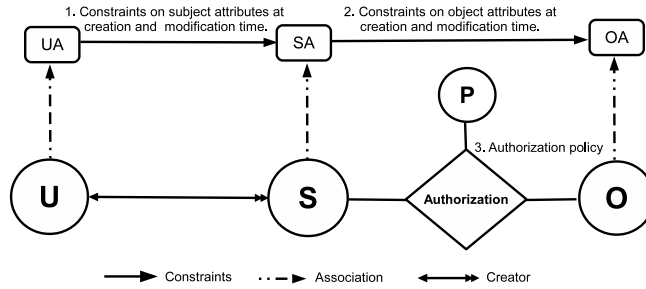 1. Constraints on subject attributes at
creation and modification time.
2. Constraints on object attributes at
creation and modification time.
UA
SA
OA
P
3. Authorization policy
U
S
Authorization
O
Constraints
Association
Creator